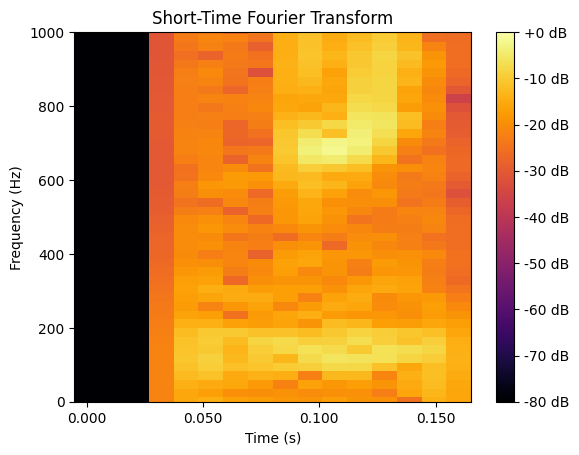 Short-Time Fourier Transform
1000
800
600
400
200
0
Frequency (Hz)
0.000
0.050
0.100
0.150
Time (s)
+0 dB
-10 dB
-20 dB
-30 dB
-40 dB
-50 dB
-60 dB
-70 dB
-80 dB